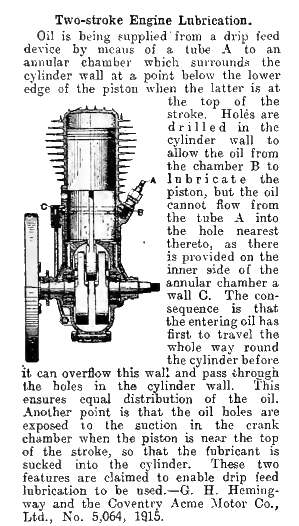 Two-stroke Engine Lubrication.
Oil is being supplied from a drip feed
device by means of a tube A to an
annular chamber which surrounds the
cylinder wall at a point below the lower
edge of the piston when the latter is at
the top of the
stroke. Holes are
drilled in the
cylinder wall to
allow the oil from
the chamber B to
lubricate the
piston, but the oil
cannot flow from
the tube A into
the hole nearest
thereto, as there
is provided on the
inner side of the
annular chamber a
wall C. The con-
sequence is that
the entering oil has
first to travel the
whole way round
the cylinder before
it can overflow this wall and pass through
the holes in the cylinder wall. This
ensures equal distribution of the oil.
Another point is that the oil holes are
exposed to the suction in the crank
chamber when the piston is near the top
of the stroke, so that the lubricant is
sucked into the cylinder. These two
features are claimed to enable drip feed
lubrication to be used.—G. H. Heming-
way and the Coventry Acme Motor Co.,
Ltd., No. 5,064, 1915.
A
B
C